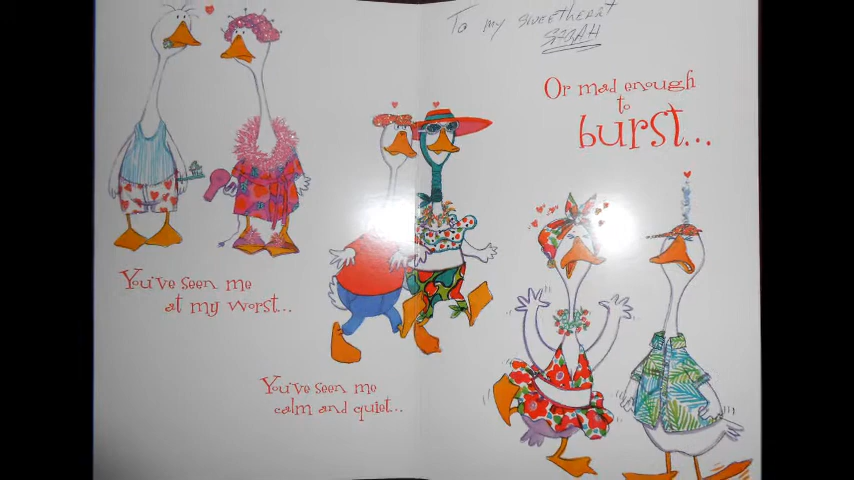 To my sweetheart
SARAH
You've seen me
at my worst...
You've seen me
calm and quiet...
Or mad enough
to
burst...